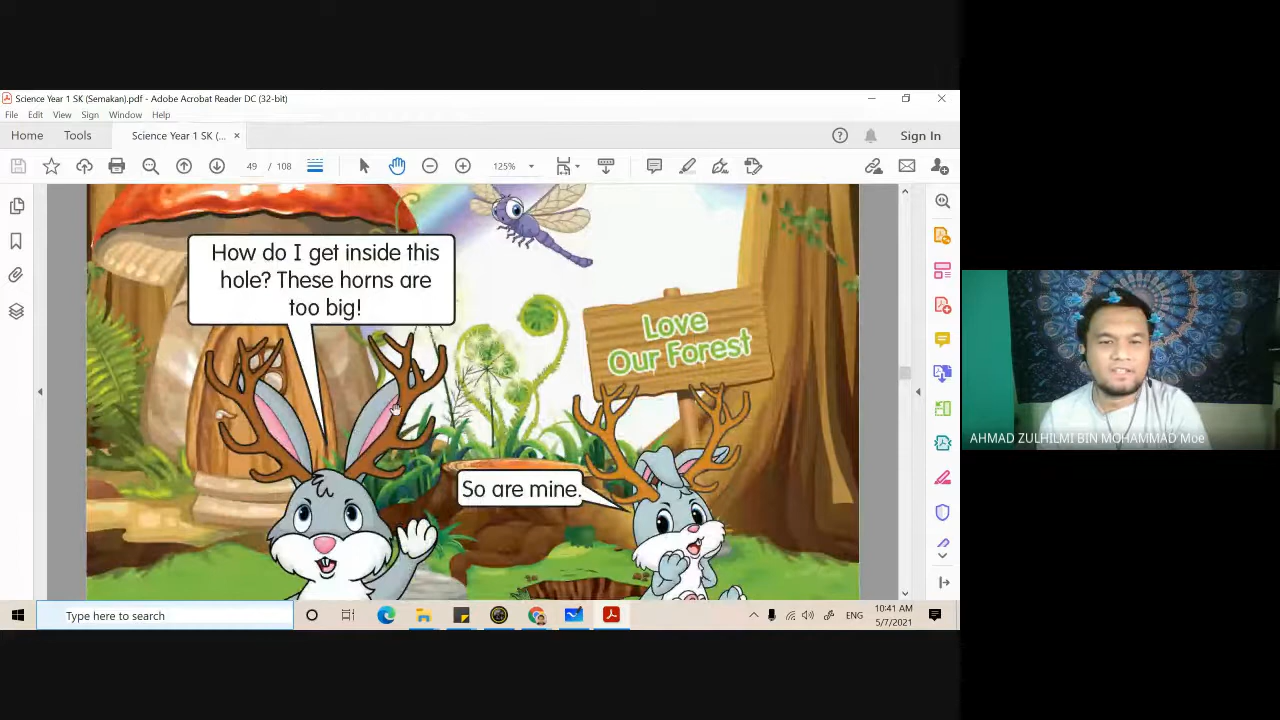 Science Year 1 SK (Semakan).pdf - Adobe Acrobat Reader DC (32-bit)
File Edit View Sign Window Help
Home Tools Science Year 1 SK (... × Sign In
49 / 108 125%
How do I get inside this
hole? These horns are
too big!
Love
Our Forest
So are mine.
AHMAD ZULHILMI BIN MOHAMMAD Moe
Type here to search
ENG
10:41 AM
5/7/2021